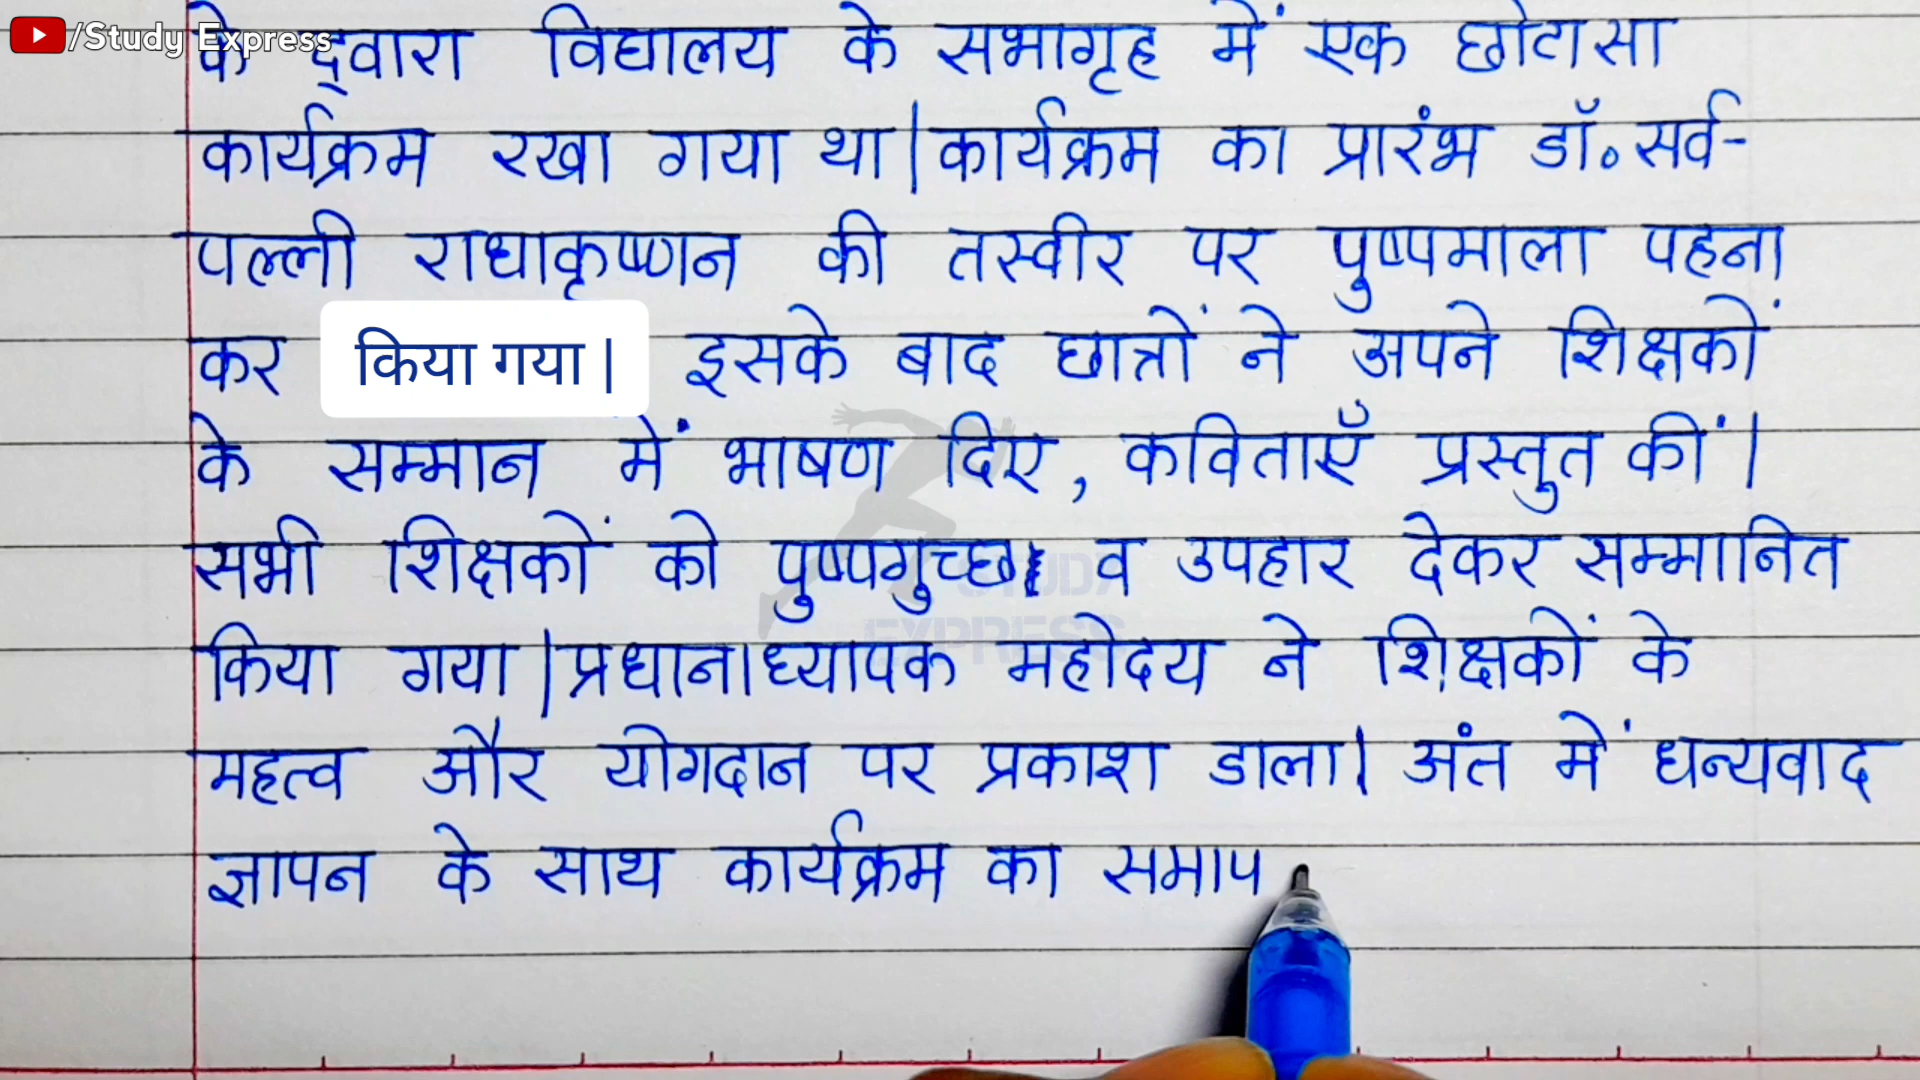 /Study Express
के द्वारा विद्यालय के सभागृह में एक छोटा सा
कार्यक्रम रखा गया था | कार्यक्रम का प्रारंभ डॉ. सर्व-
पल्ली राधाकृष्णन की तस्वीर पर पुष्पमाला पहना
कर किया गया | इसके बाद छात्रों ने अपने शिक्षकों
के सम्मान में भाषण दिए, कविताएँ प्रस्तुत कीं |
सभी शिक्षकों को पुष्पगुच्छ व उपहार देकर सम्मानित
किया गया | प्रधानाध्यापक महोदय ने शिक्षकों के
महत्व और योगदान पर प्रकाश डाला | अंत में धन्यवाद
ज्ञापन के साथ कार्यक्रम का समाप
STUDY
EXPRESS